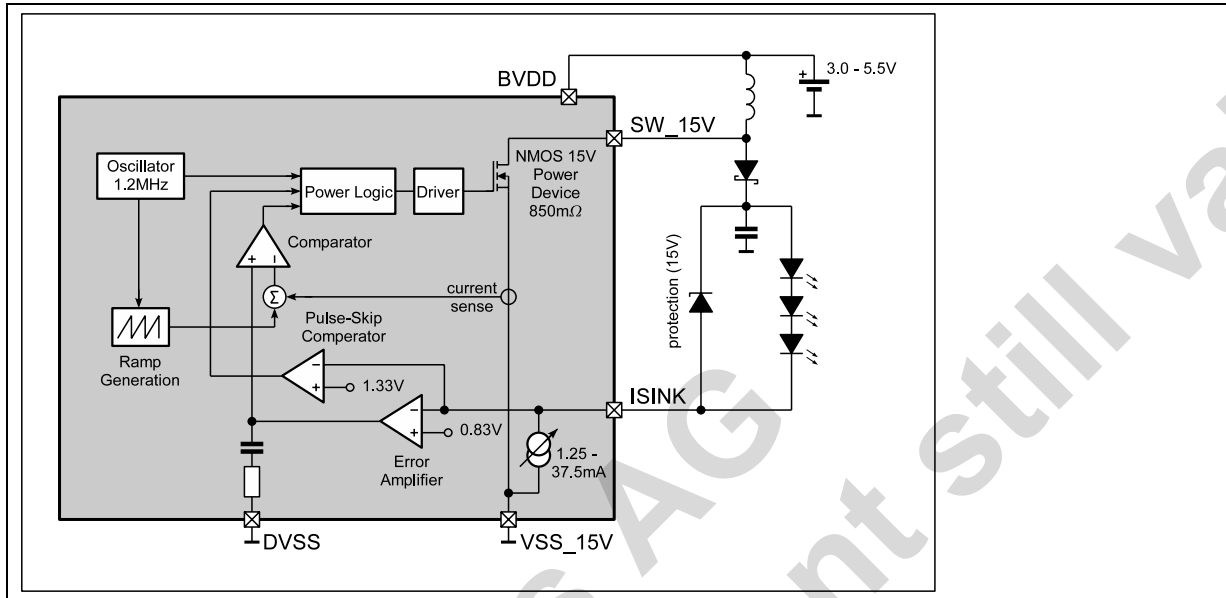 BVDD
3.0 - 5.5V
SW_15V
Oscillator
1.2MHz
Power Logic
Driver
NMOS 15V
Power
Device
850mΩ
Comparator
+ –
Σ
current
sense
protection (15V)
Ramp
Generation
Pulse-Skip
Comperator
–
+
1.33V
ISINK
–
+
0.83V
Error
Amplifier
1.25 -
37.5mA
DVSS
VSS_15V
+
AG
still